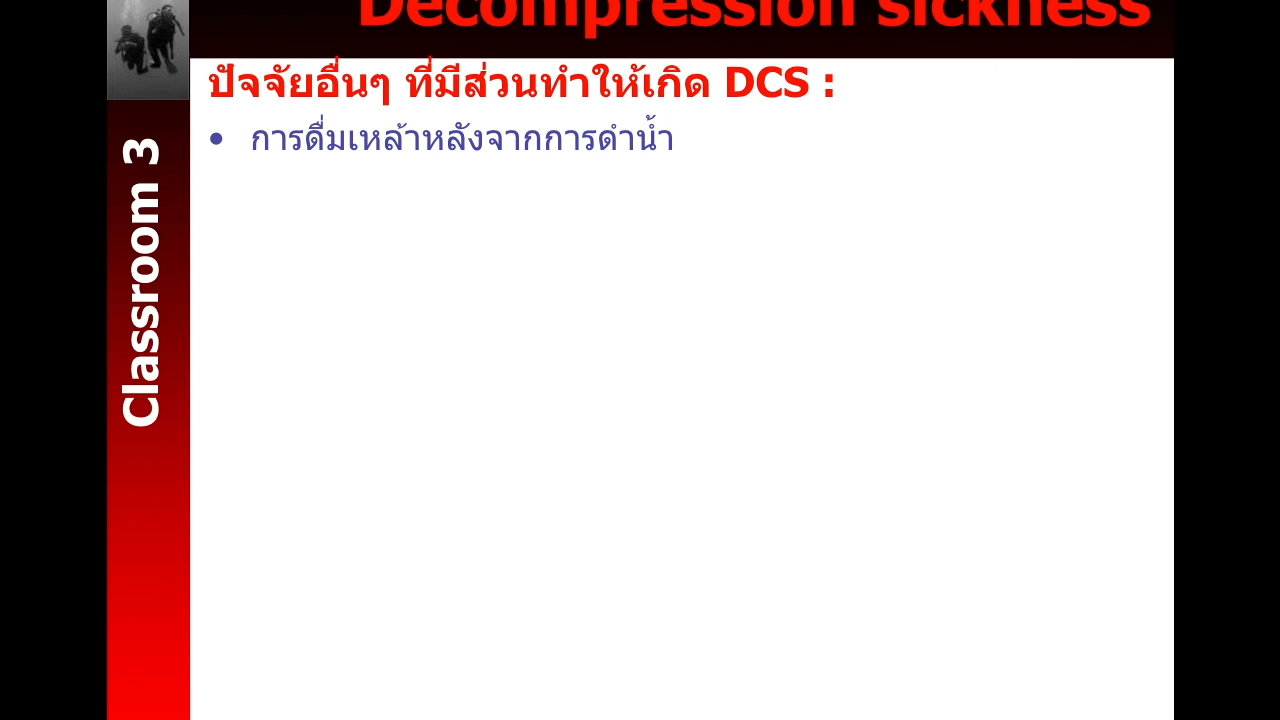 Decompression sickness
ปัจจัยอื่นๆ ที่มีส่วนทำให้เกิด DCS :
• การดื่มเหล้าหลังจากการดำน้ำ
Classroom 3